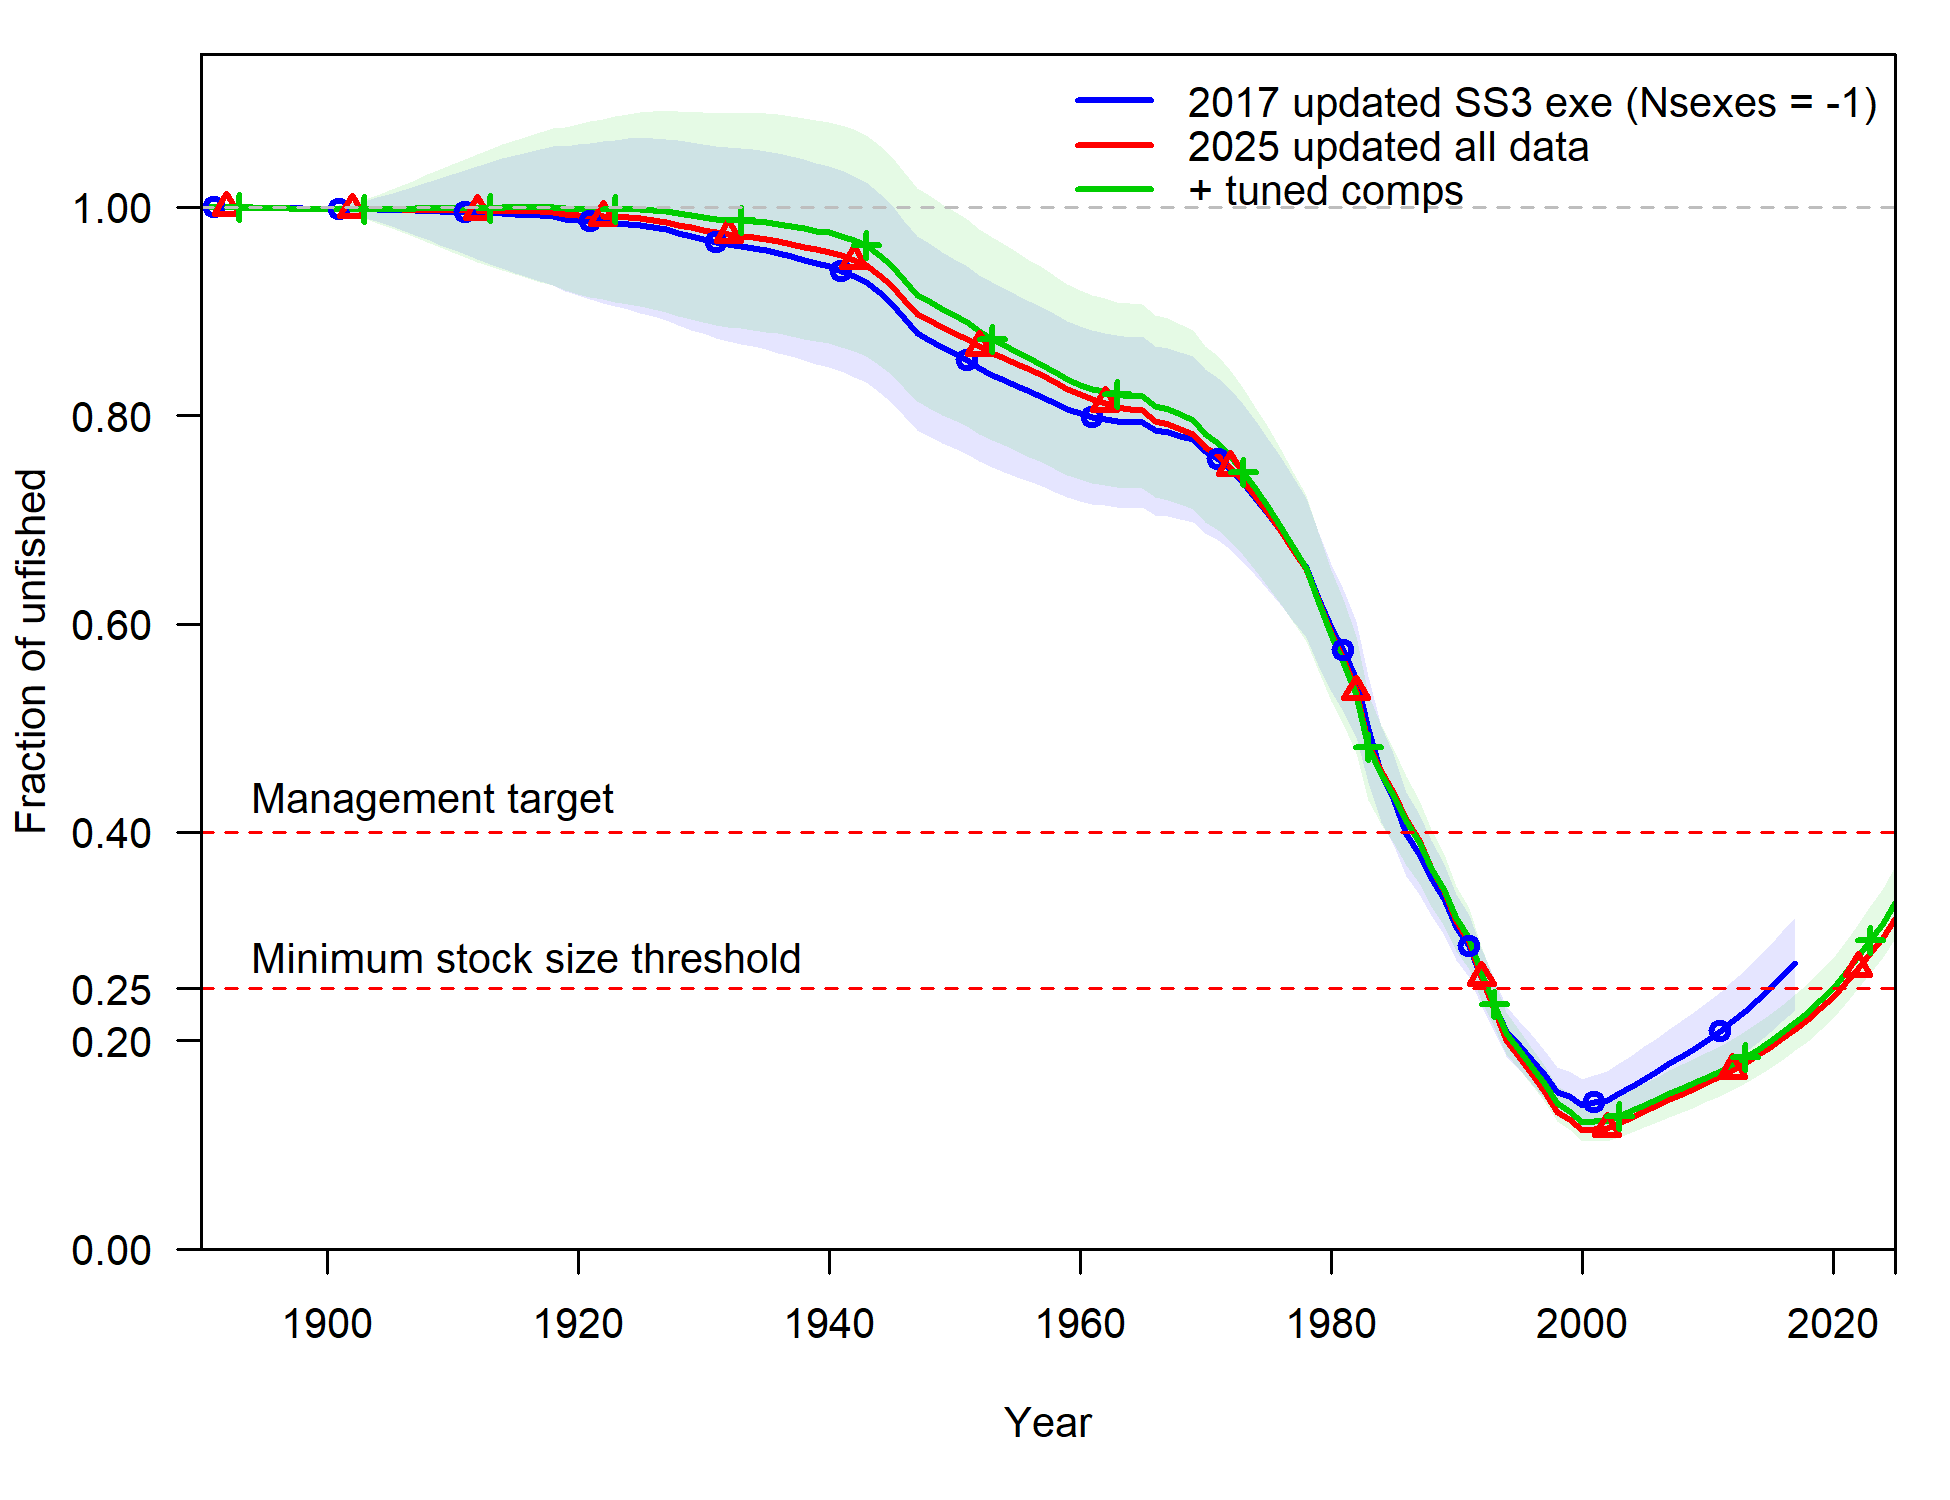 2017 updated SS3 exe (Nsexes = -1)
2025 updated all data
+ tuned comps
1.00
0.80
0.60
0.40
0.25
0.20
0.00
Fraction of unfished
Management target
Minimum stock size threshold
1900 1920 1940 1960 1980 2000 2020
Year